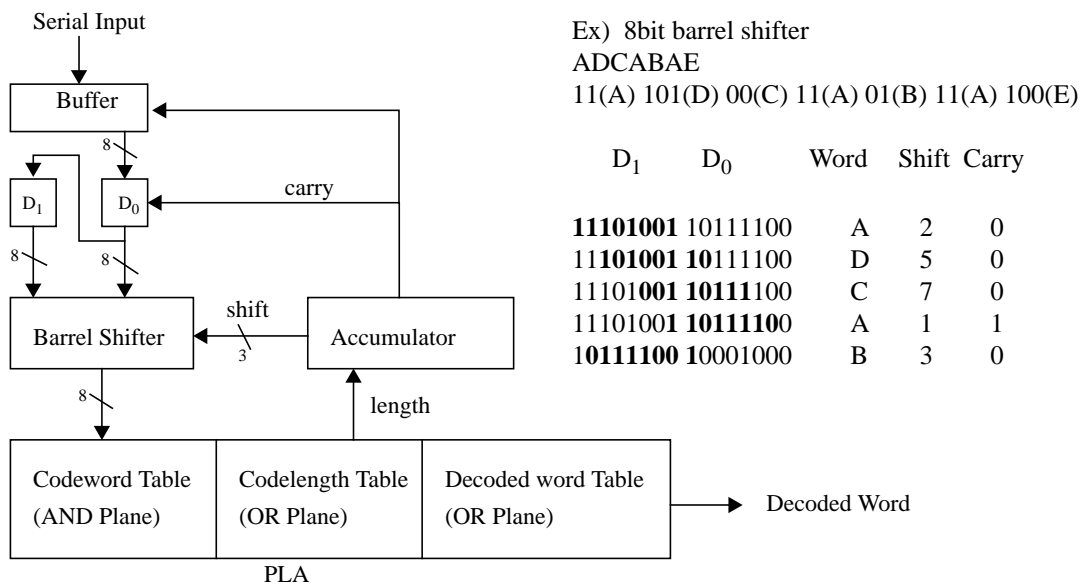 Serial Input
Buffer
8
D1
D0
carry
8
8
shift
Barrel Shifter
3
Accumulator
8
length
Codeword Table
(AND Plane)
Codelength Table
(OR Plane)
Decoded word Table
(OR Plane)
Decoded Word
PLA
Ex) 8bit barrel shifter
ADCABAE
11(A) 101(D) 00(C) 11(A) 01(B) 11(A) 100(E)
D1 D0 Word Shift Carry
11101001 10111100 A 2 0
11101001 10111100 D 5 0
11101001 10111100 C 7 0
11101001 10111100 A 1 1
10111100 10001000 B 3 0